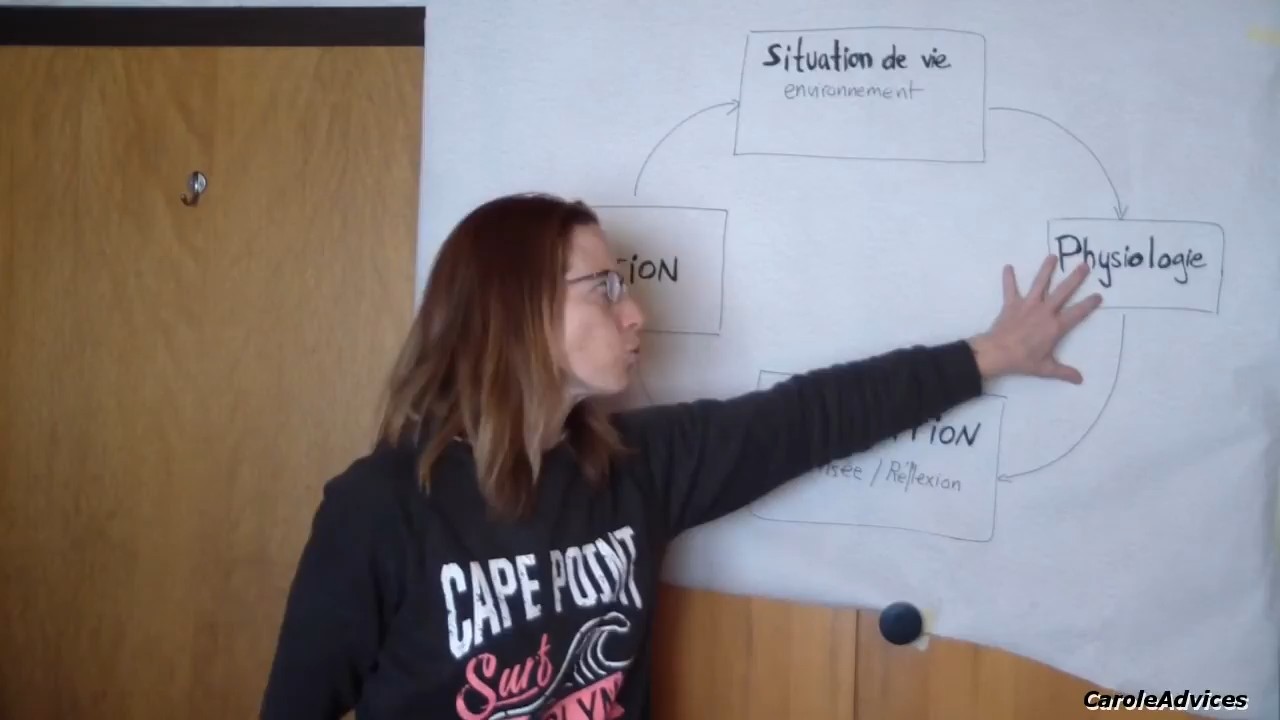 Situation de vie
environnement
Physiologie
/ Réflexion
CAPE POINT
Surf
CaroleAdvices